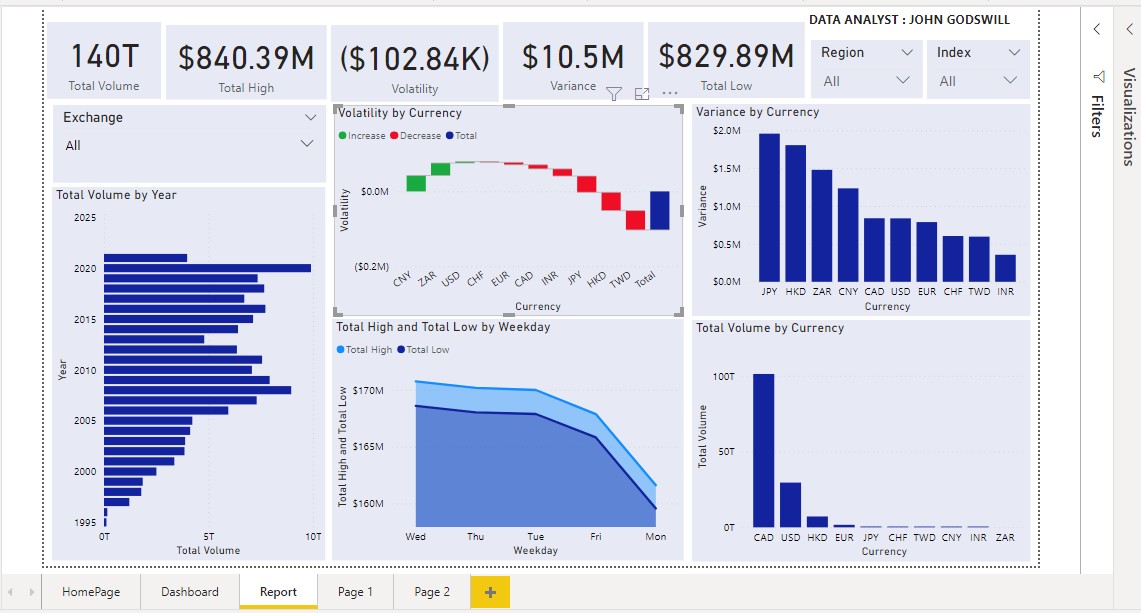 DATA ANALYST : JOHN GODSWILL
140T
Total Volume
$840.39M
Total High
($102.84K)
Volatility
$10.5M
Variance
$829.89M
Total Low
Region
All
Index
All
Filters
Visualizations
Exchange
All
Total Volume by Year
Year
2025
2020
2015
2010
2005
2000
1995
0T 5T 10T
Total Volume
Volatility by Currency
Increase Decrease Total
Volatility
$0.0M
($0.2M)
CNY ZAR USD CHF EUR CAD INR JPY HKD TWD Total
Currency
Variance by Currency
Variance
$2.0M
$1.5M
$1.0M
$0.5M
$0.0M
JPY HKD ZAR CNY CAD USD EUR CHF TWD INR
Currency
Total High and Total Low by Weekday
Total High Total Low
Total High and Total Low
$170M
$165M
$160M
Wed Thu Tue Fri Mon
Weekday
Total Volume by Currency
Total Volume
100T
50T
0T
CAD USD HKD EUR JPY CHF TWD CNY INR ZAR
Currency
HomePage Dashboard Report Page 1 Page 2